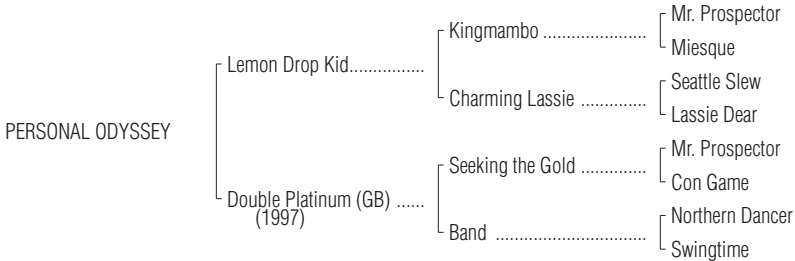 PERSONAL ODYSSEY
Lemon Drop Kid................
Double Platinum (GB) ......
(1997)
Kingmambo ......................
Charming Lassie ..............
Seeking the Gold ..............
Band ................................
Mr. Prospector
Miesque
Seattle Slew
Lassie Dear
Mr. Prospector
Con Game
Northern Dancer
Swingtime